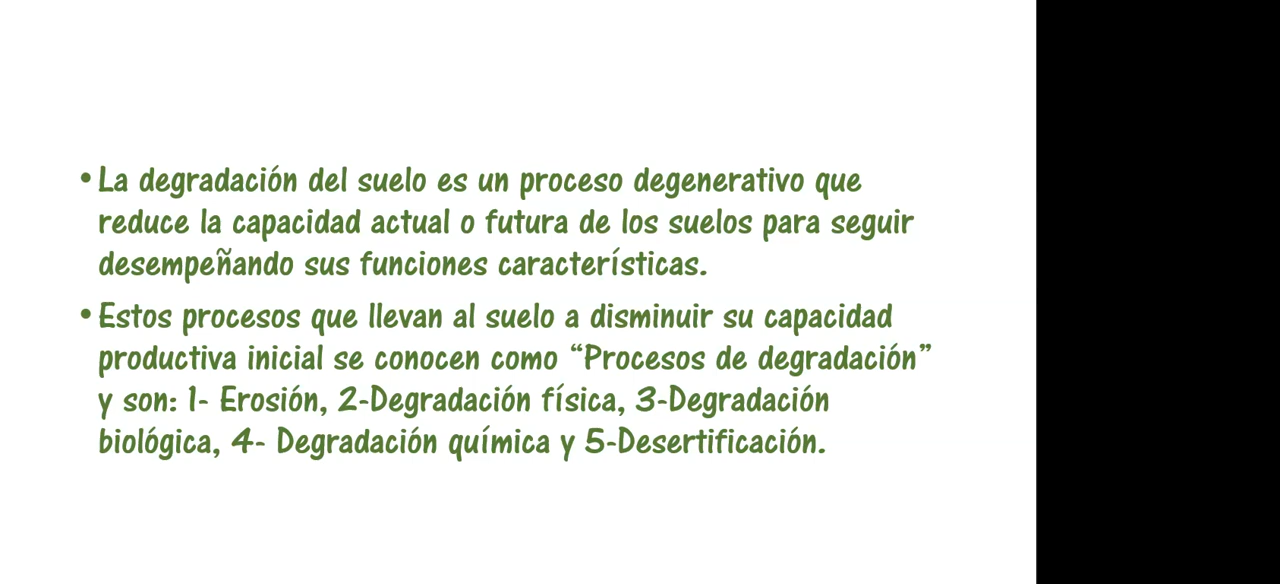 • La degradación del suelo es un proceso degenerativo que
reduce la capacidad actual o futura de los suelos para seguir
desempeñando sus funciones características.
• Estos procesos que llevan al suelo a disminuir su capacidad
productiva inicial se conocen como “Procesos de degradación”
y son: 1- Erosión, 2-Degradación física, 3-Degradación
biológica, 4- Degradación química y 5-Desertificación.